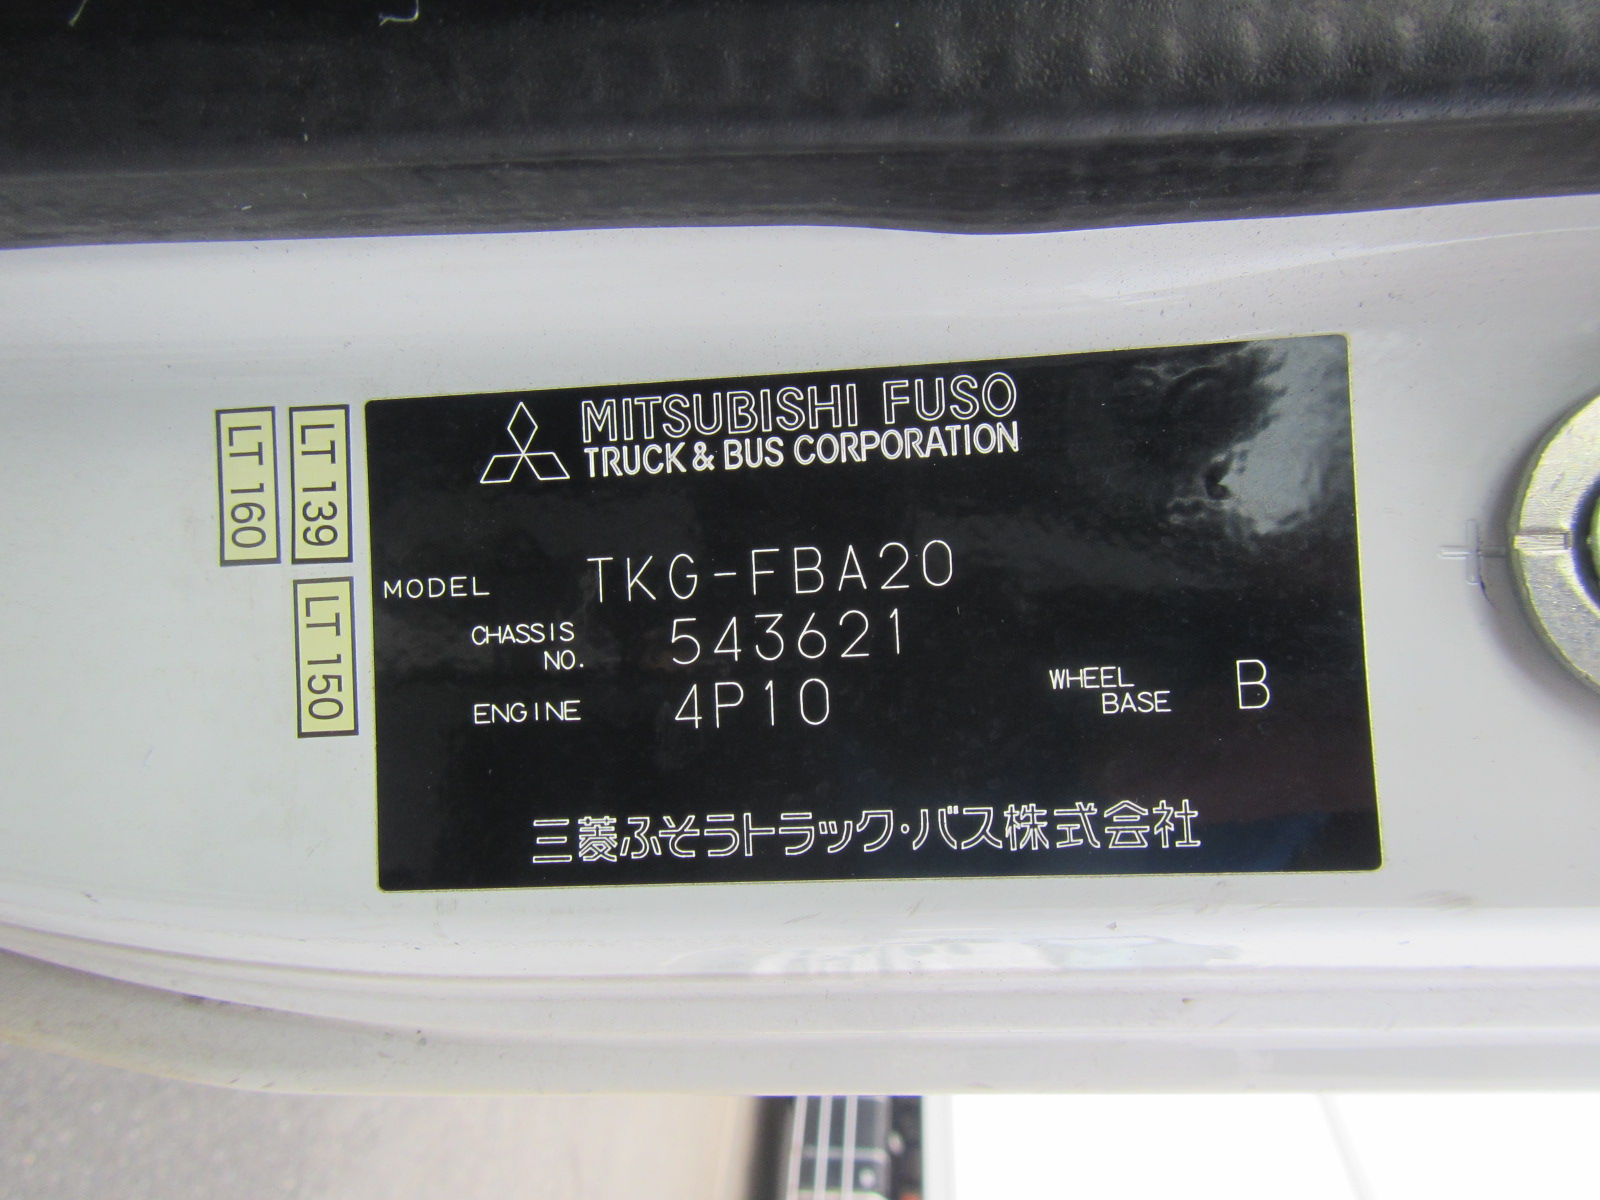 MITSUBISHI FUSO
TRUCK & BUS CORPORATION
MODEL TKG-FBA20
CHASSIS NO. 543621
ENGINE 4P10
WHEEL BASE B
三菱ふそうトラック・バス株式会社
LT 139
LT 160
LT 150